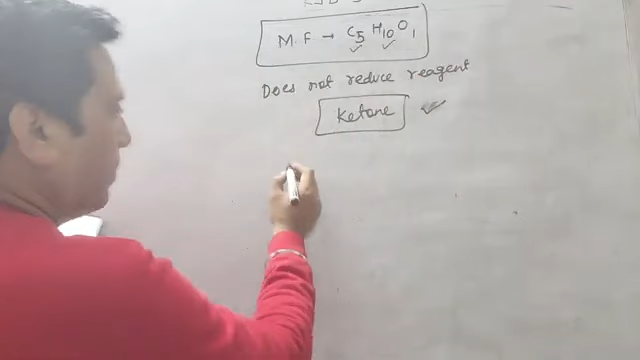 M.F → C5 H10 O1
Does not reduce reagent
Ketone ✓